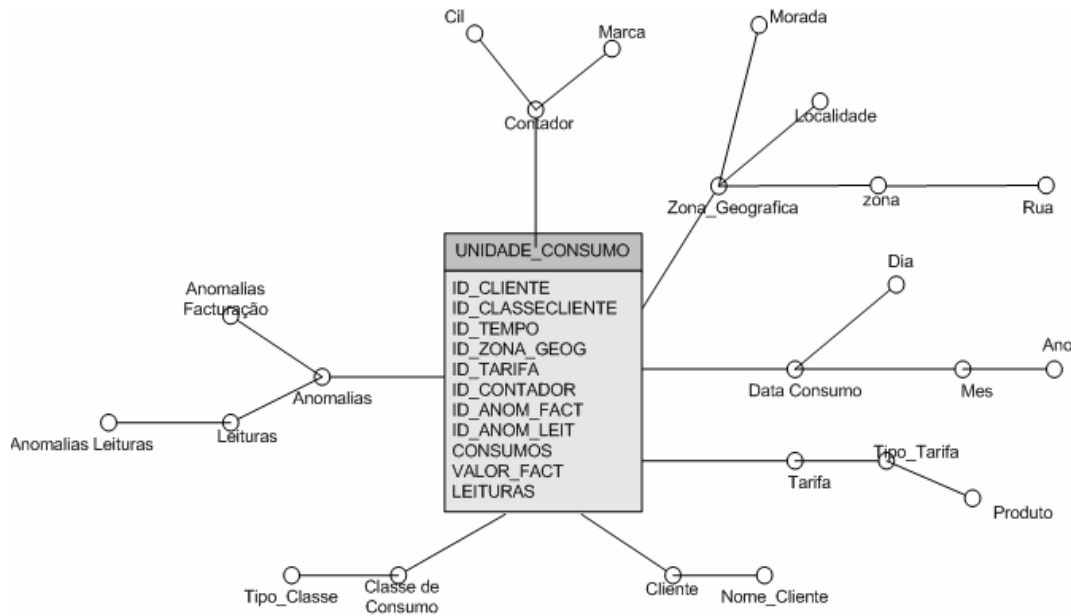 Cil
Marca
Contador
Morada
Localidade
Zona_Geografica
zona
Rua
UNIDADE_CONSUMO
ID_CLIENTE
ID_CLASSECLIENTE
ID_TEMPO
ID_ZONA_GEOG
ID_TARIFA
ID_CONTADOR
ID_ANOM_FACT
ID_ANOM_LEIT
CONSUMOS
VALOR_FACT
LEITURAS
Anomalias
Facturação
Anomalias
Anomalias Leituras
Leituras
Dia
Data Consumo
Mes
Ano
Tarifa
Tipo_Tarifa
Produto
Tipo_Classe
Classe de
Consumo
Cliente
Nome_Cliente